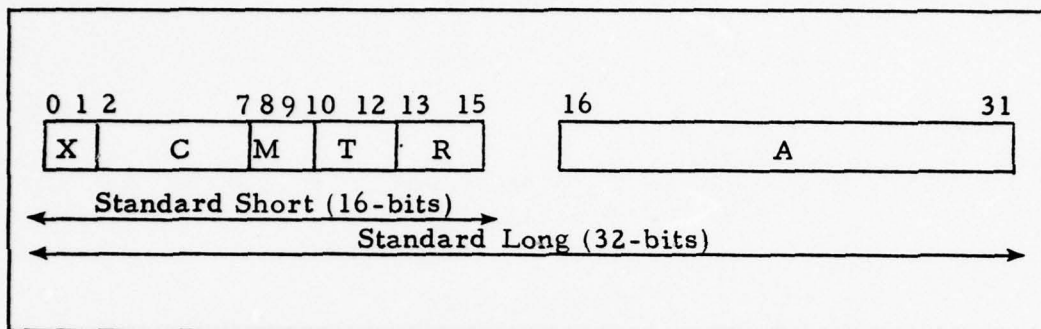 0 1 2 7 8 9 10 12 13 15 16 31
X C M T R A
Standard Short (16-bits)
Standard Long (32-bits)